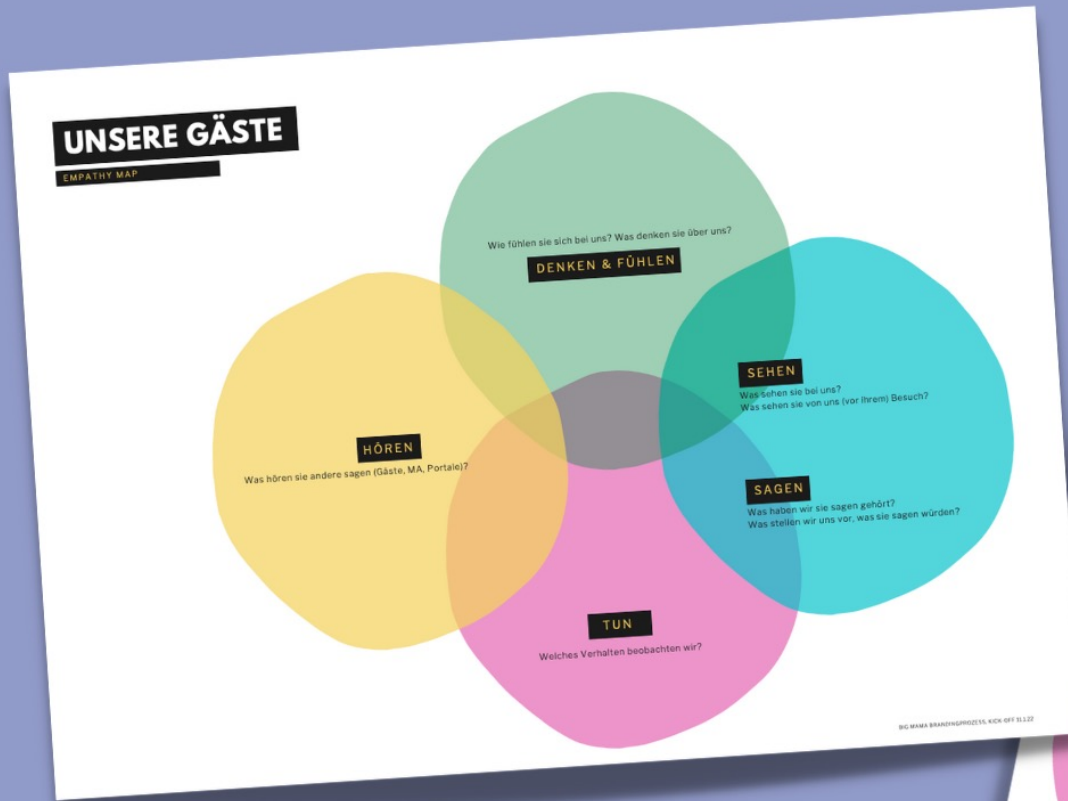 UNSERE GÄSTE
EMPATHY MAP
Wie fühlen sie sich bei uns? Was denken sie über uns?
DENKEN & FÜHLEN
SEHEN
Was sehen sie bei uns?
Was sehen sie von uns (vor ihrem) Besuch?
HÖREN
Was hören sie andere sagen (Gäste, MA, Portale)?
SAGEN
Was haben wir sie sagen gehört?
Was stellen wir uns vor, was sie sagen würden?
TUN
Welches Verhalten beobachten wir?
BIG MAMA BRANDINGPROZESS, KICK-OFF 31.1.22